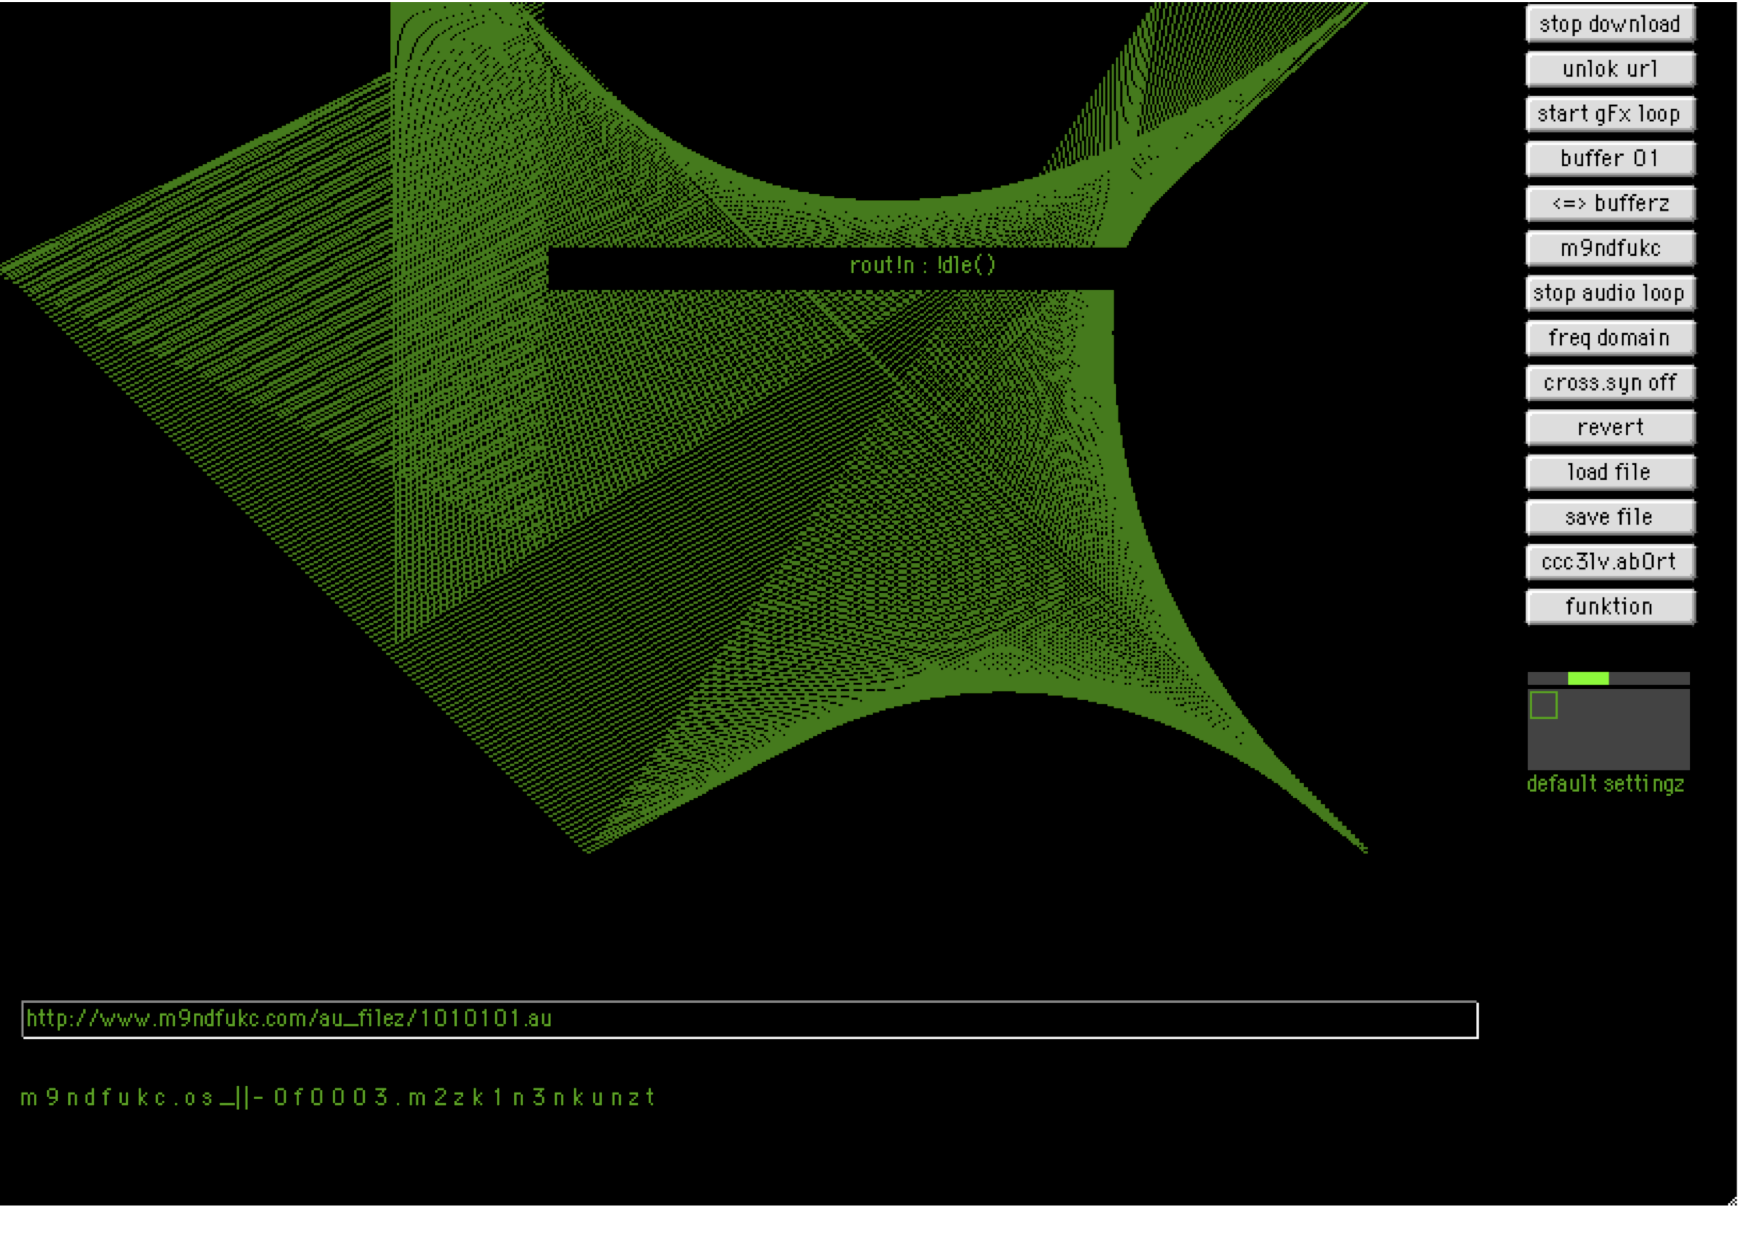 stop download
unlok url
start gFx loop
buffer 01
<=> bufferz
m9ndfukc
stop audio loop
freq domain
cross.syn off
revert
load file
save file
ccc3lv.ab0rt
funktion
default settingz
rout!n : !dle()
http://www.m9ndfukc.com/au_filez/1010101.au
m9ndfukc.os_||-0f0003.m2zk1n3nkunzt